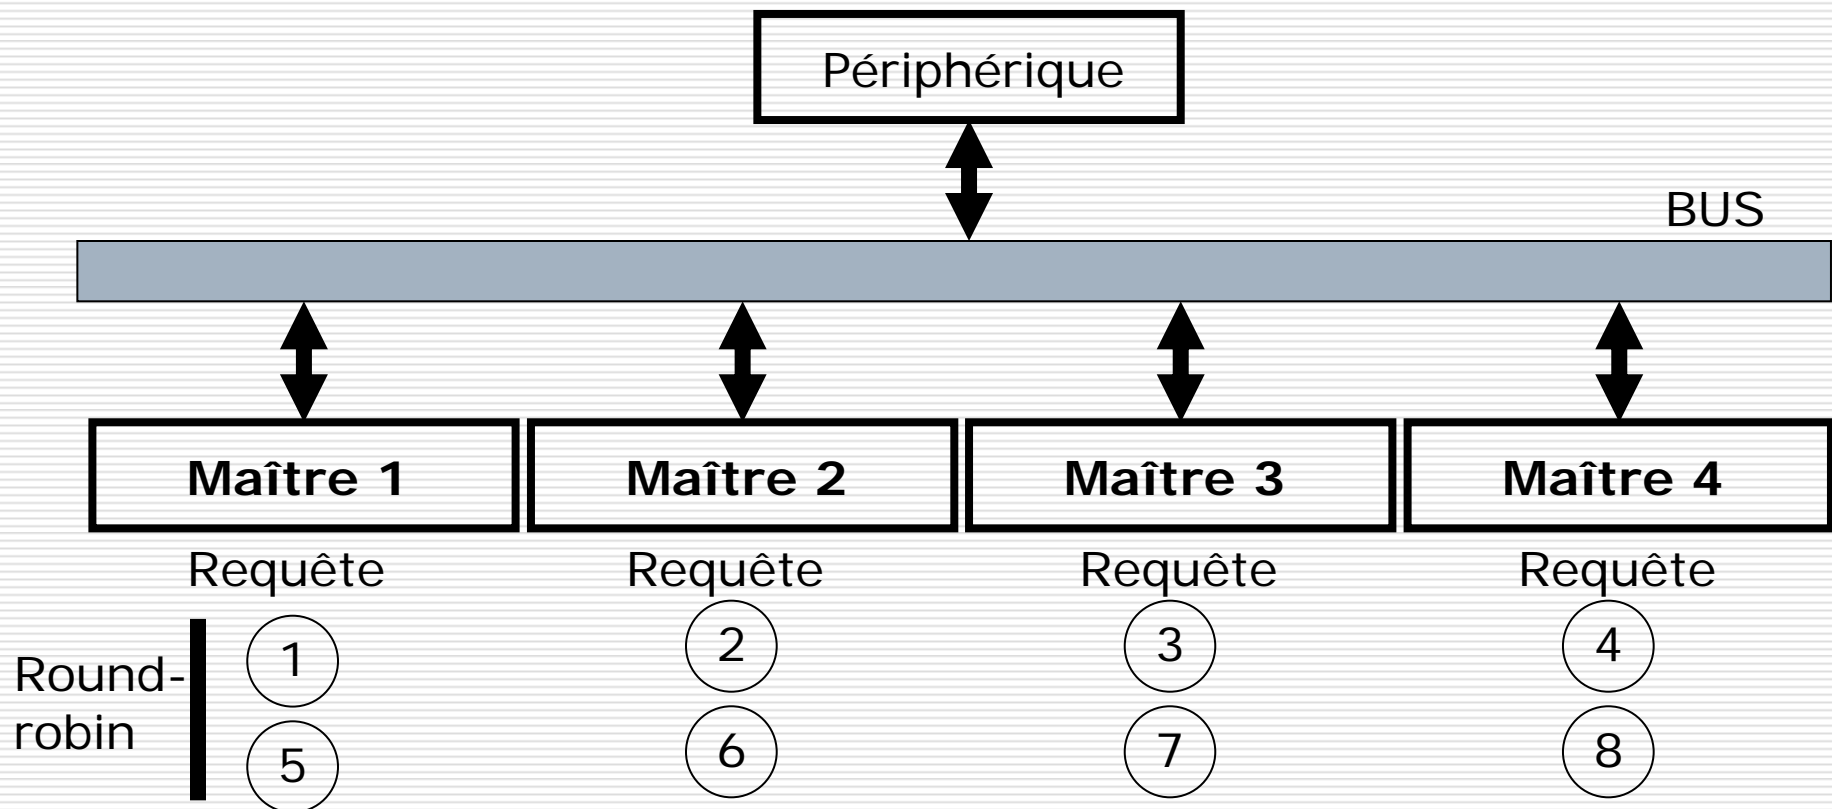 Périphérique
BUS
Maître 1
Maître 2
Maître 3
Maître 4
Requête
Requête
Requête
Requête
Round-
robin
1
2
3
4
5
6
7
8